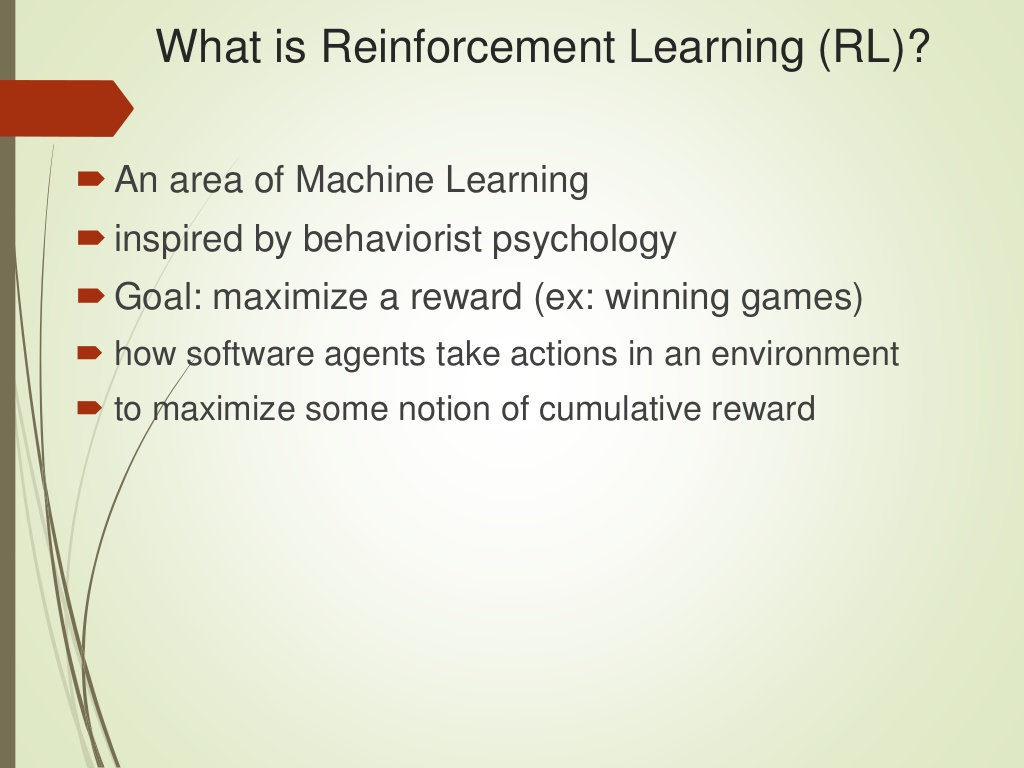 What is Reinforcement Learning (RL)?
An area of Machine Learning
inspired by behaviorist psychology
Goal: maximize a reward (ex: winning games)
how software agents take actions in an environment
to maximize some notion of cumulative reward